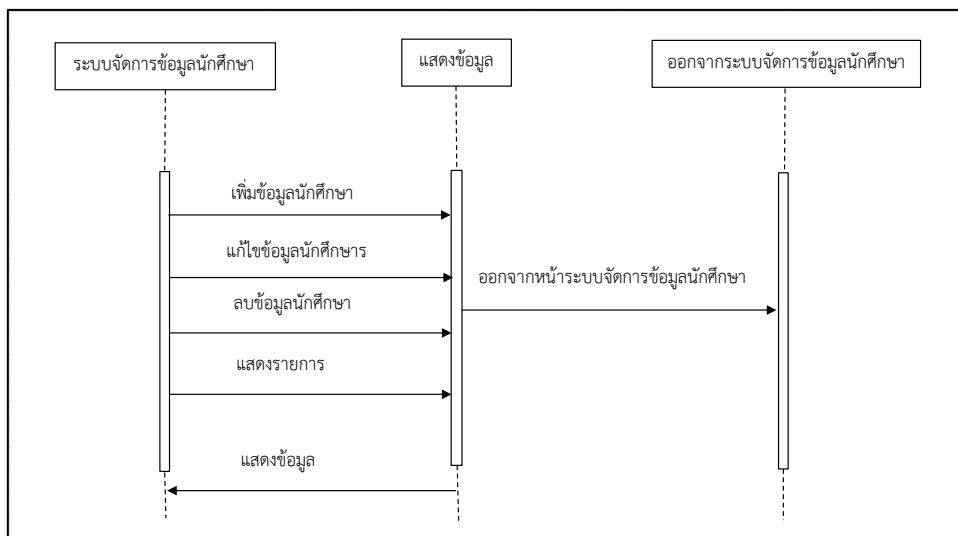 ระบบจัดการข้อมูลนักศึกษา
แสดงข้อมูล
ออกจากระบบจัดการข้อมูลนักศึกษา
เพิ่มข้อมูลนักศึกษา
แก้ไขข้อมูลนักศึกษาร
ออกจากหน้าระบบจัดการข้อมูลนักศึกษา
ลบข้อมูลนักศึกษา
แสดงรายการ
แสดงข้อมูล